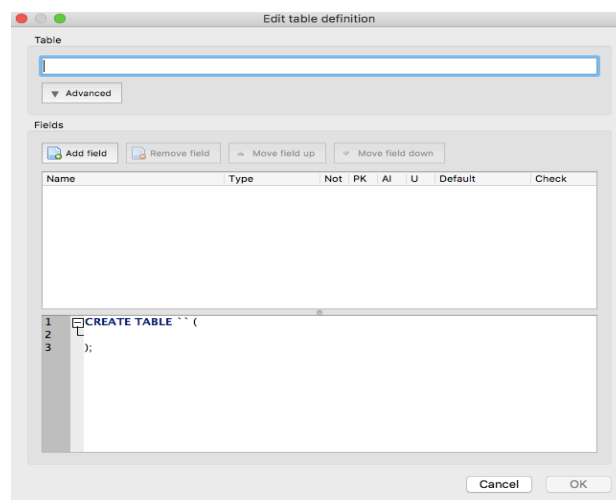 Edit table definition
Table
Advanced
Fields
Add field Remove field Move field up Move field down
Name Type Not PK AI U Default Check
1 CREATE TABLE `` (
2
3 );
Cancel OK